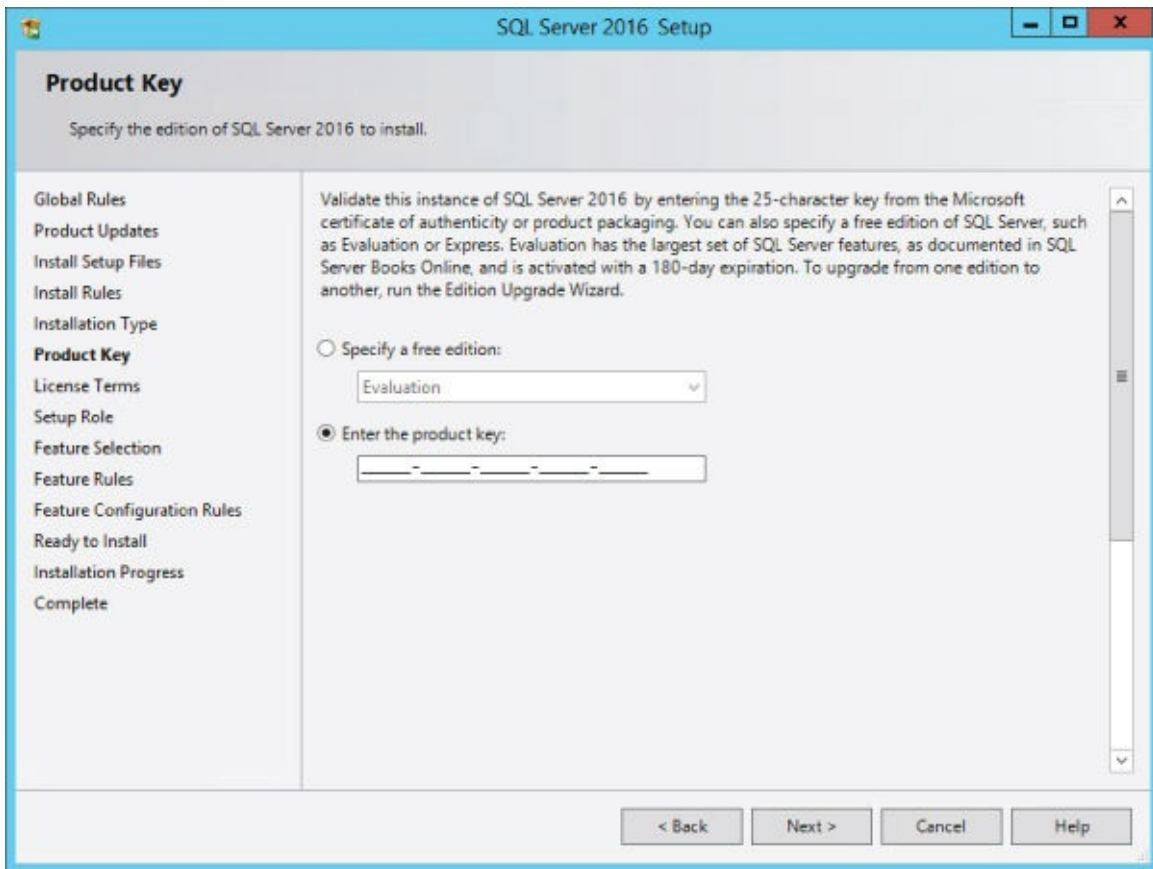 SQL Server 2016 Setup
Product Key
Specify the edition of SQL Server 2016 to install.
Global Rules
Product Updates
Install Setup Files
Install Rules
Installation Type
Product Key
License Terms
Setup Role
Feature Selection
Feature Rules
Feature Configuration Rules
Ready to Install
Installation Progress
Complete
Validate this instance of SQL Server 2016 by entering the 25-character key from the Microsoft
certificate of authenticity or product packaging. You can also specify a free edition of SQL Server, such
as Evaluation or Express. Evaluation has the largest set of SQL Server features, as documented in SQL
Server Books Online, and is activated with a 180-day expiration. To upgrade from one edition to
another, run the Edition Upgrade Wizard.
Specify a free edition:
Evaluation
Enter the product key:
_____-_____-_____-_____-_____
< Back
Next >
Cancel
Help